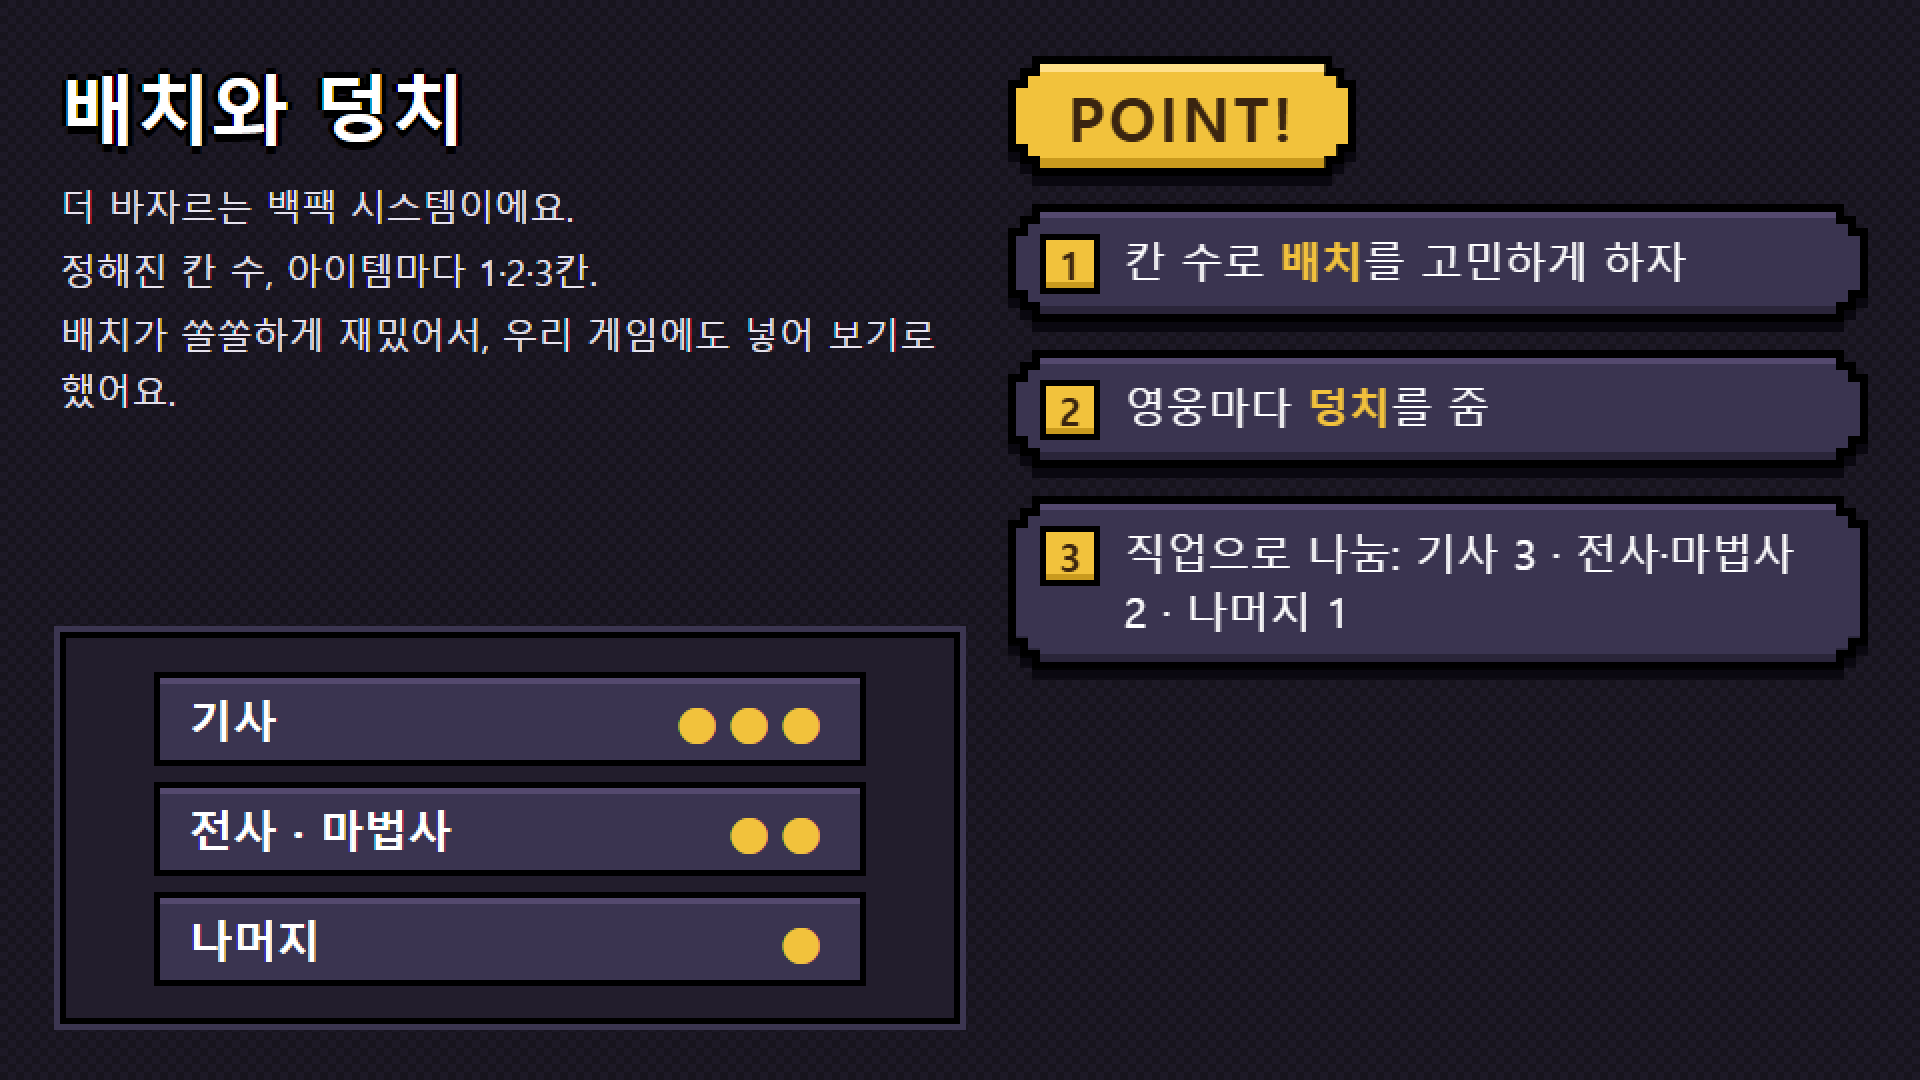 배치와 덩치
더 바자르는 백팩 시스템이에요.
정해진 칸 수, 아이템마다 1·2·3칸.
배치가 쏠쏠하게 재밌어서, 우리 게임에도 넣어 보기로
했어요.
기사
전사 · 마법사
나머지
POINT!
1 칸 수로 배치를 고민하게 하자
2 영웅마다 덩치를 줌
3 직업으로 나눔: 기사 3 · 전사·마법사
2 · 나머지 1